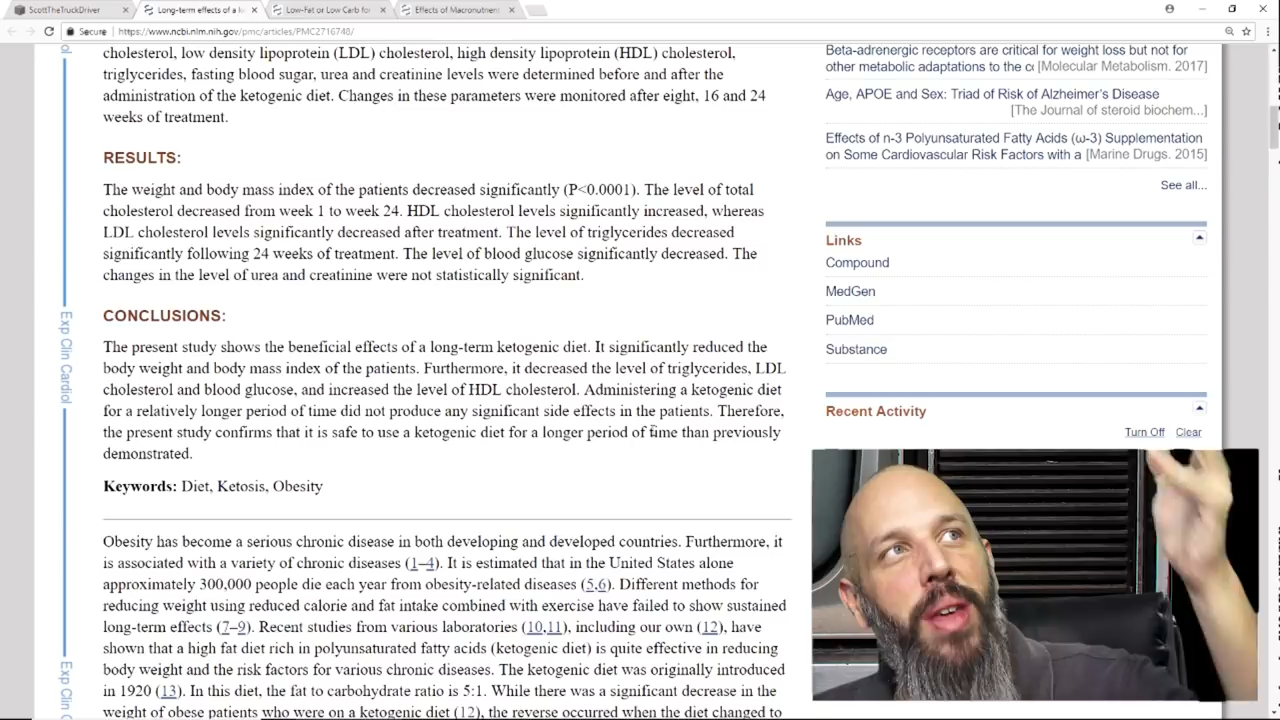 ScottTheTruckDriver
Long-term effects of a k
Low-Fat or Low Carb for
Effects of Macronutrien
https://www.ncbi.nlm.nih.gov/pmc/articles/PMC2716748/
cholesterol, low density lipoprotein (LDL) cholesterol, high density lipoprotein (HDL) cholesterol,
triglycerides, fasting blood sugar, urea and creatinine levels were determined before and after the
administration of the ketogenic diet. Changes in these parameters were monitored after eight, 16 and 24
weeks of treatment.
RESULTS:
The weight and body mass index of the patients decreased significantly (P<0.0001). The level of total
cholesterol decreased from week 1 to week 24. HDL cholesterol levels significantly increased, whereas
LDL cholesterol levels significantly decreased after treatment. The level of triglycerides decreased
significantly following 24 weeks of treatment. The level of blood glucose significantly decreased. The
changes in the level of urea and creatinine were not statistically significant.
CONCLUSIONS:
The present study shows the beneficial effects of a long-term ketogenic diet. It significantly reduced the
body weight and body mass index of the patients. Furthermore, it decreased the level of triglycerides, LDL
cholesterol and blood glucose, and increased the level of HDL cholesterol. Administering a ketogenic diet
for a relatively longer period of time did not produce any significant side effects in the patients. Therefore,
the present study confirms that it is safe to use a ketogenic diet for a longer period of time than previously
demonstrated.
Keywords: Diet, Ketosis, Obesity
Obesity has become a serious chronic disease in both developing and developed countries. Furthermore, it
is associated with a variety of chronic diseases
It is estimated that in the United States alone
approximately 300,000 people die each year from obesity-related diseases (5,6). Different methods for
reducing weight using reduced calorie and fat intake combined with exercise have failed to show sustained
long-term effects (7–9). Recent studies from various laboratories (10,11), including our own (12), have
shown that a high fat diet rich in polyunsaturated fatty acids (ketogenic diet) is quite effective in reducing
body weight and the risk factors for various chronic diseases. The ketogenic diet was originally introduced
in 1920 (13). In this diet, the fat to carbohydrate ratio is 5:1. While there was a significant decrease in the
weight of obese patients who were on a ketogenic diet (12), the reverse occurred when the diet changed to
Exp Clin Cardiol
Exp Clin C
Beta-adrenergic receptors are critical for weight loss but not for
other metabolic adaptations to the cc [Molecular Metabolism. 2017]
Age, APOE and Sex: Triad of Risk of Alzheimer's Disease
[The Journal of steroid biochem...]
Effects of n-3 Polyunsaturated Fatty Acids (ω-3) Supplementation
on Some Cardiovascular Risk Factors with a [Marine Drugs. 2015]
See all...
Links
Compound
MedGen
PubMed
Substance
Recent Activity
Turn Off Clear